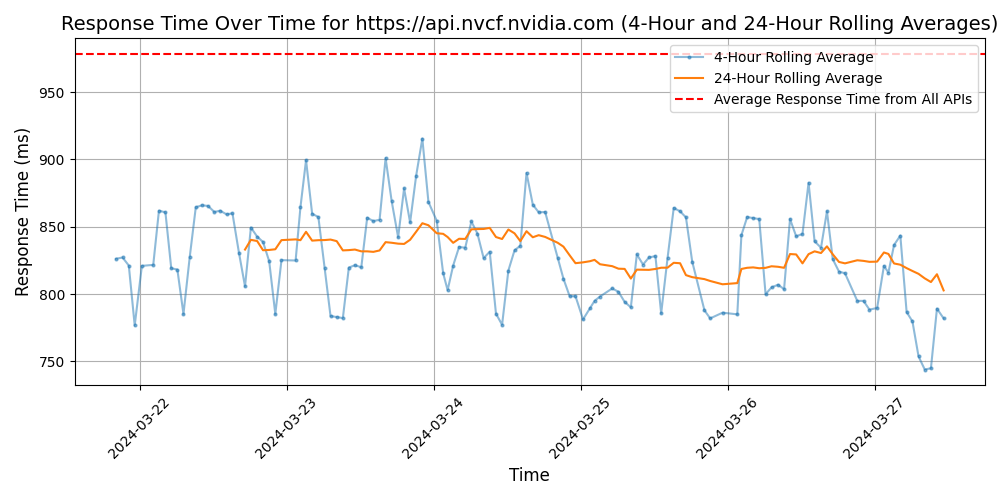 Response Time Over Time for https://api.nvcf.nvidia.com (4-Hour and 24-Hour Rolling Averages)
4-Hour Rolling Average
24-Hour Rolling Average
Average Response Time from All APIs
Response Time (ms)
950
900
850
800
750
2024-03-22
2024-03-23
2024-03-24
2024-03-25
2024-03-26
2024-03-27
Time